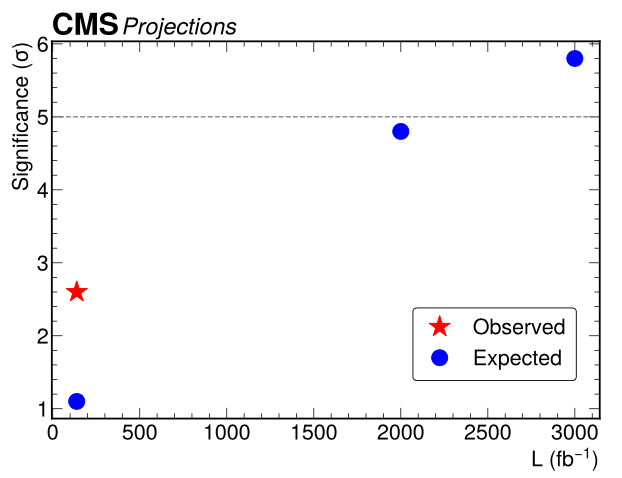 CMS Projections
Significance (σ)
6
5
4
3
2
1
Observed
Expected
0 500 1000 1500 2000 2500 3000
L (fb⁻¹)